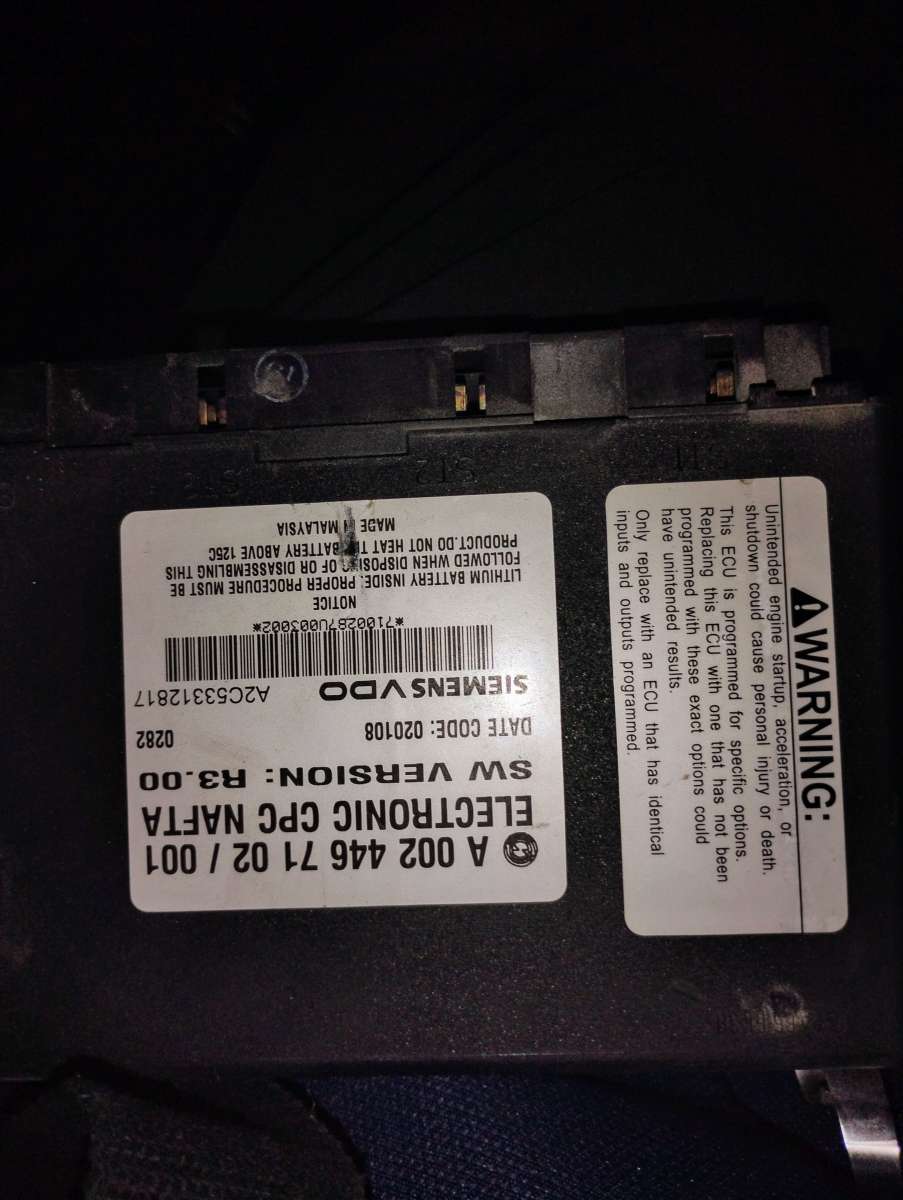 A 002 446 71 02 / 001
ELECTRONIC CPC NAFTA
SW VERSION: R3.00
DATE CODE: 020108 0282
SIEMENS VDO A2C53312817
*7100287U0003002*
NOTICE
LITHIUM BATTERY INSIDE: PROPER PROCEDURE MUST BE
FOLLOWED WHEN DISPOSING OF OR DISASSEMBLING THIS
PRODUCT.DO NOT HEAT THE BATTERY ABOVE 125C
MADE IN MALAYSIA
WARNING:
Unintended engine startup, acceleration, or
shutdown could cause personal injury or death.
This ECU is programmed for specific options.
Replacing this ECU with one that has not been
programmed with these exact options could
have unintended results.
Only replace with an ECU that has identical
inputs and outputs programmed.
ST1
ST2